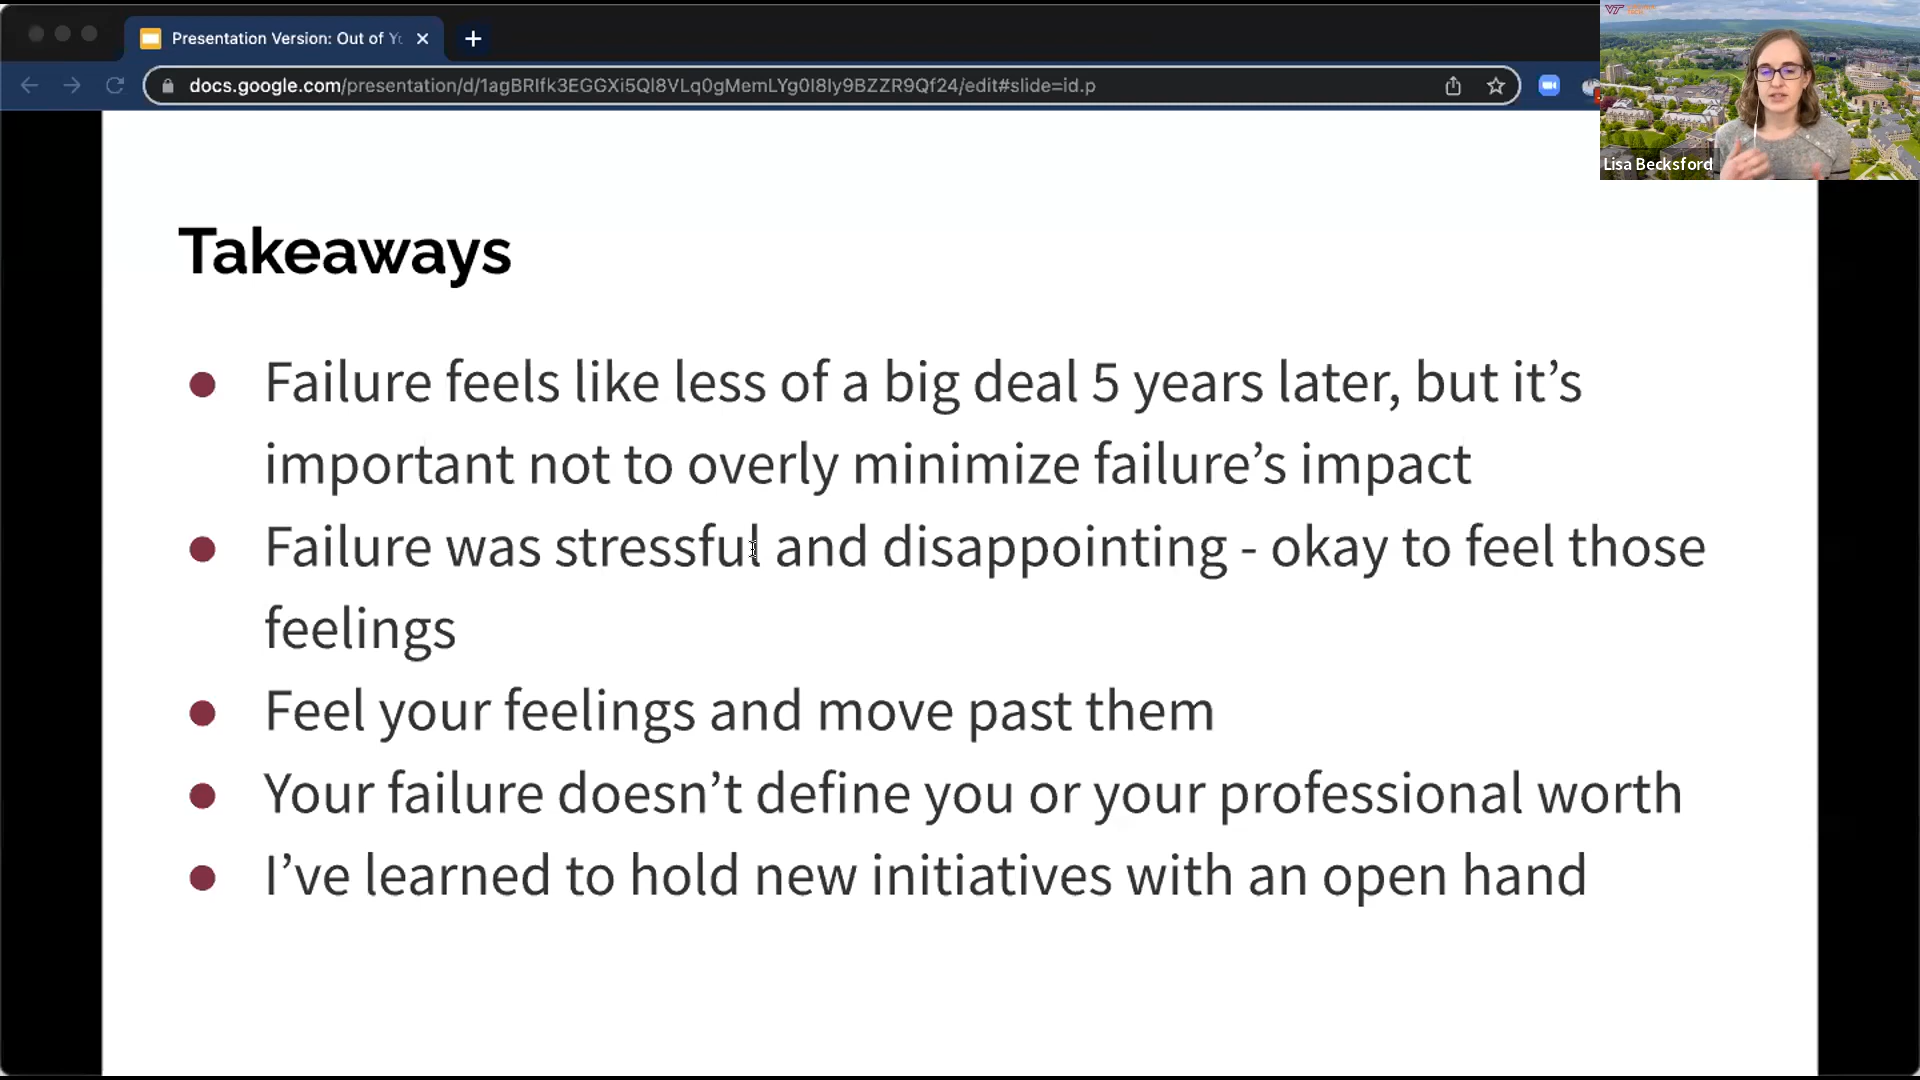 Presentation Version: Out of Yo
docs.google.com/presentation/d/1agBRIfk3EGGXi5Ql8VLq0gMemLYg0I8Iy9BZZR9Qf24/edit#slide=id.p
VT
Lisa Becksford
Takeaways
● Failure feels like less of a big deal 5 years later, but it’s
important not to overly minimize failure’s impact
● Failure was stressful and disappointing - okay to feel those
feelings
● Feel your feelings and move past them
● Your failure doesn’t define you or your professional worth
● I’ve learned to hold new initiatives with an open hand